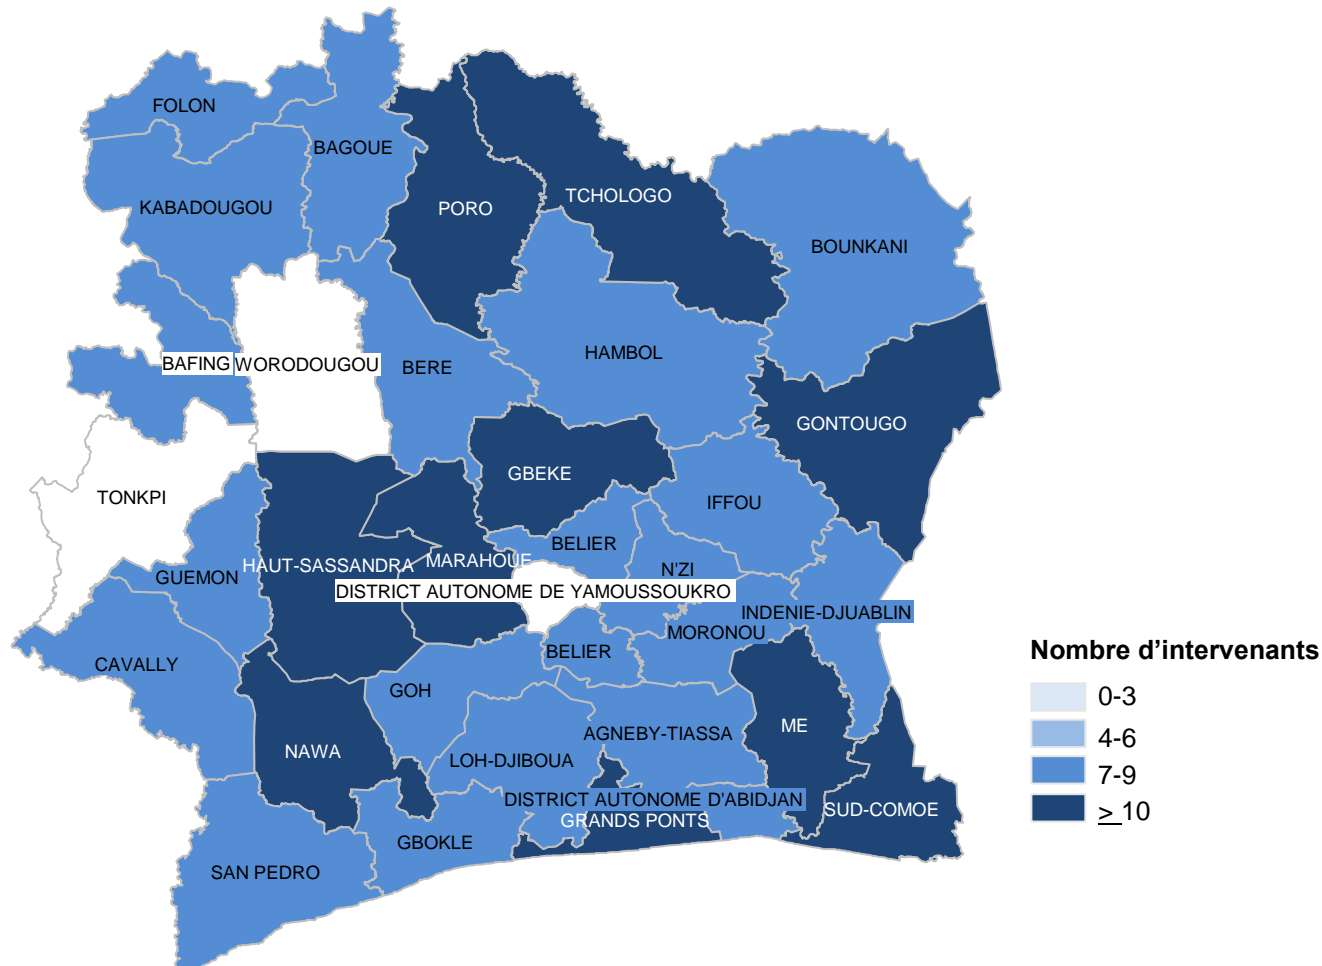 FOLON
BAGOUE
KABADOUGOU
PORO
TCHOLOGO
BOUNKANI
BAFING
WORODOUGOU
BERE
HAMBOL
GONTOUGO
TONKPI
GBEKE
IFFOU
BELIER
HAUT-SASSANDRA
MARAHOUE
N'ZI
GUEMON
DISTRICT AUTONOME DE YAMOUSSOUKRO
INDENIE-DJUABLIN
MORONOU
BELIER
CAVALLY
GOH
ME
AGNEBY-TIASSA
NAWA
LOH-DJIBOUA
DISTRICT AUTONOME D'ABIDJAN
SUD-COMOE
GRANDS PONTS
GBOKLE
SAN PEDRO
Nombre d’intervenants
0-3
4-6
7-9
> 10